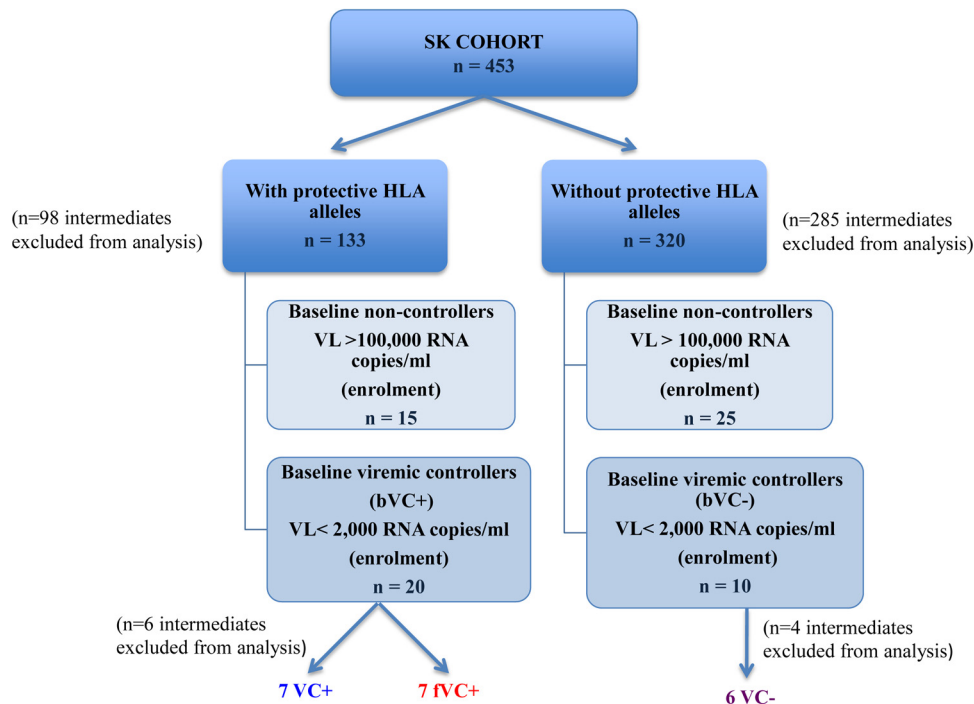 SK COHORT
n = 453
With protective HLA
alleles
n = 133
Without protective HLA
alleles
n = 320
(n=98 intermediates
excluded from analysis)
(n=285 intermediates
excluded from analysis)
Baseline non-controllers
VL >100,000 RNA
copies/ml
(enrolment)
n = 15
Baseline non-controllers
VL > 100,000 RNA
copies/ml
(enrolment)
n = 25
Baseline viremic controllers
(bVC+)
VL< 2,000 RNA copies/ml
(enrolment)
n = 20
Baseline viremic controllers
(bVC-)
VL< 2,000 RNA copies/ml
(enrolment)
n = 10
(n=6 intermediates
excluded from analysis)
(n=4 intermediates
excluded from analysis)
7 VC+
7 fVC+
6 VC-